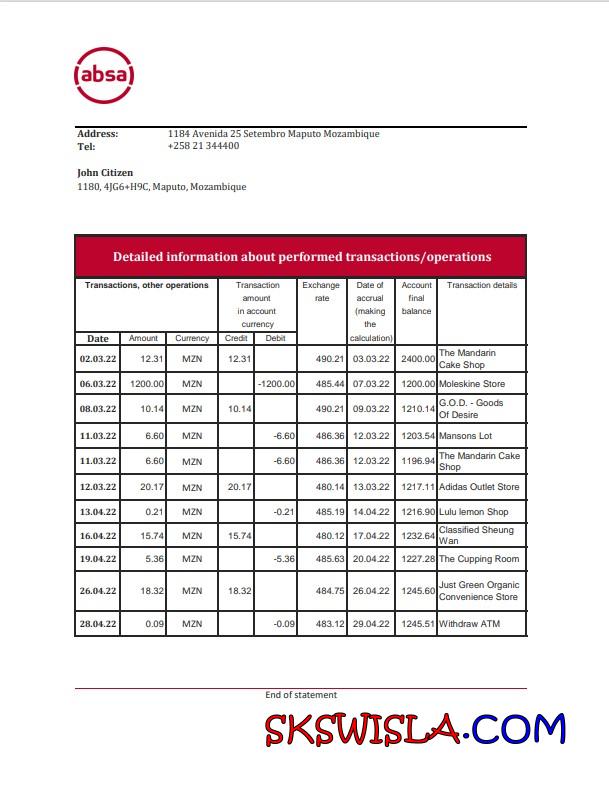 absa
Address: 1184 Avenida 25 Setembro Maputo Mozambique
Tel: +258 21 344400
John Citizen
1180, 4JG6+H9C, Maputo, Mozambique
Detailed information about performed transactions/operations
Transactions, other operations
Transaction
amount
in account
currency
Exchange
rate
Date of
accrual
(making
the
calculation)
Account
final
balance
Transaction details
Date Amount Currency Credit Debit
02.03.22 12.31 MZN 12.31 490.21 03.03.22 2400.00 The Mandarin
Cake Shop
06.03.22 1200.00 MZN -1200.00 485.44 07.03.22 1200.00 Moleskine Store
08.03.22 10.14 MZN 10.14 490.21 09.03.22 1210.14 G.O.D. - Goods
Of Desire
11.03.22 6.60 MZN -6.60 486.36 12.03.22 1203.54 Mansons Lot
11.03.22 6.60 MZN -6.60 486.36 12.03.22 1196.94 The Mandarin Cake
Shop
12.03.22 20.17 MZN 20.17 480.14 13.03.22 1217.11 Adidas Outlet Store
13.04.22 0.21 MZN -0.21 485.19 14.04.22 1216.90 Lulu lemon Shop
16.04.22 15.74 MZN 15.74 480.12 17.04.22 1232.64 Classified Sheung
Wan
19.04.22 5.36 MZN -5.36 485.63 20.04.22 1227.28 The Cupping Room
26.04.22 18.32 MZN 18.32 484.75 26.04.22 1245.60 Just Green Organic
Convenience Store
28.04.22 0.09 MZN -0.09 483.12 29.04.22 1245.51 Withdraw ATM
End of statement
SKSWISLA.COM